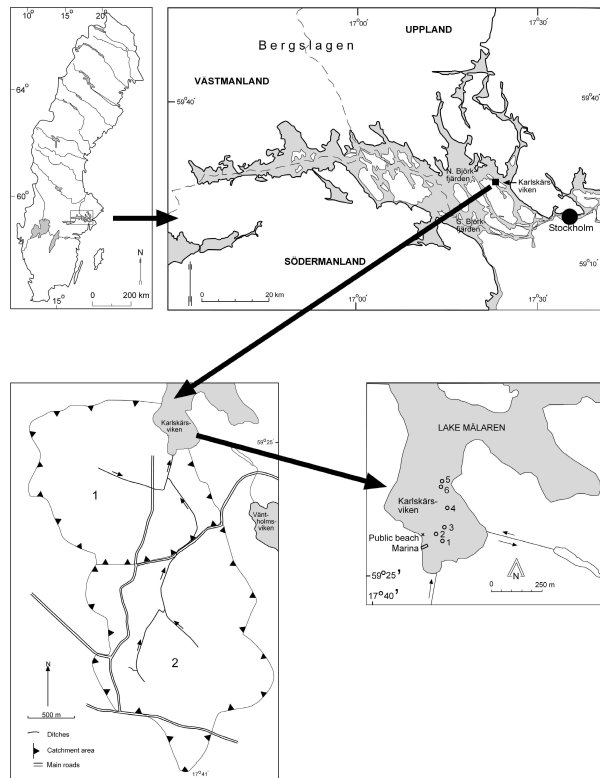 15° 20°
64°
60°
N
15°
0 200 km
17°00' 17°30'
UPPLAND
Bergslagen
VÄSTMANLAND
59°40'
59°40'
N. Björk-
fjärden
Karlskärs-
viken
S. Björk-
fjärden
Stockholm
SÖDERMANLAND
59°10'
0 20 km
17°00' 17°30'
Karlskärs-
viken
59°25'
1
Vänt-
holms-
viken
2
N
500 m
Ditches
Catchment area
Main roads
17°41'
LAKE MÄLAREN
5
6
Karlskärs-
viken
4
3
Public beach × 2
Marina 1
59°25’
17°40’
N
0 250 m